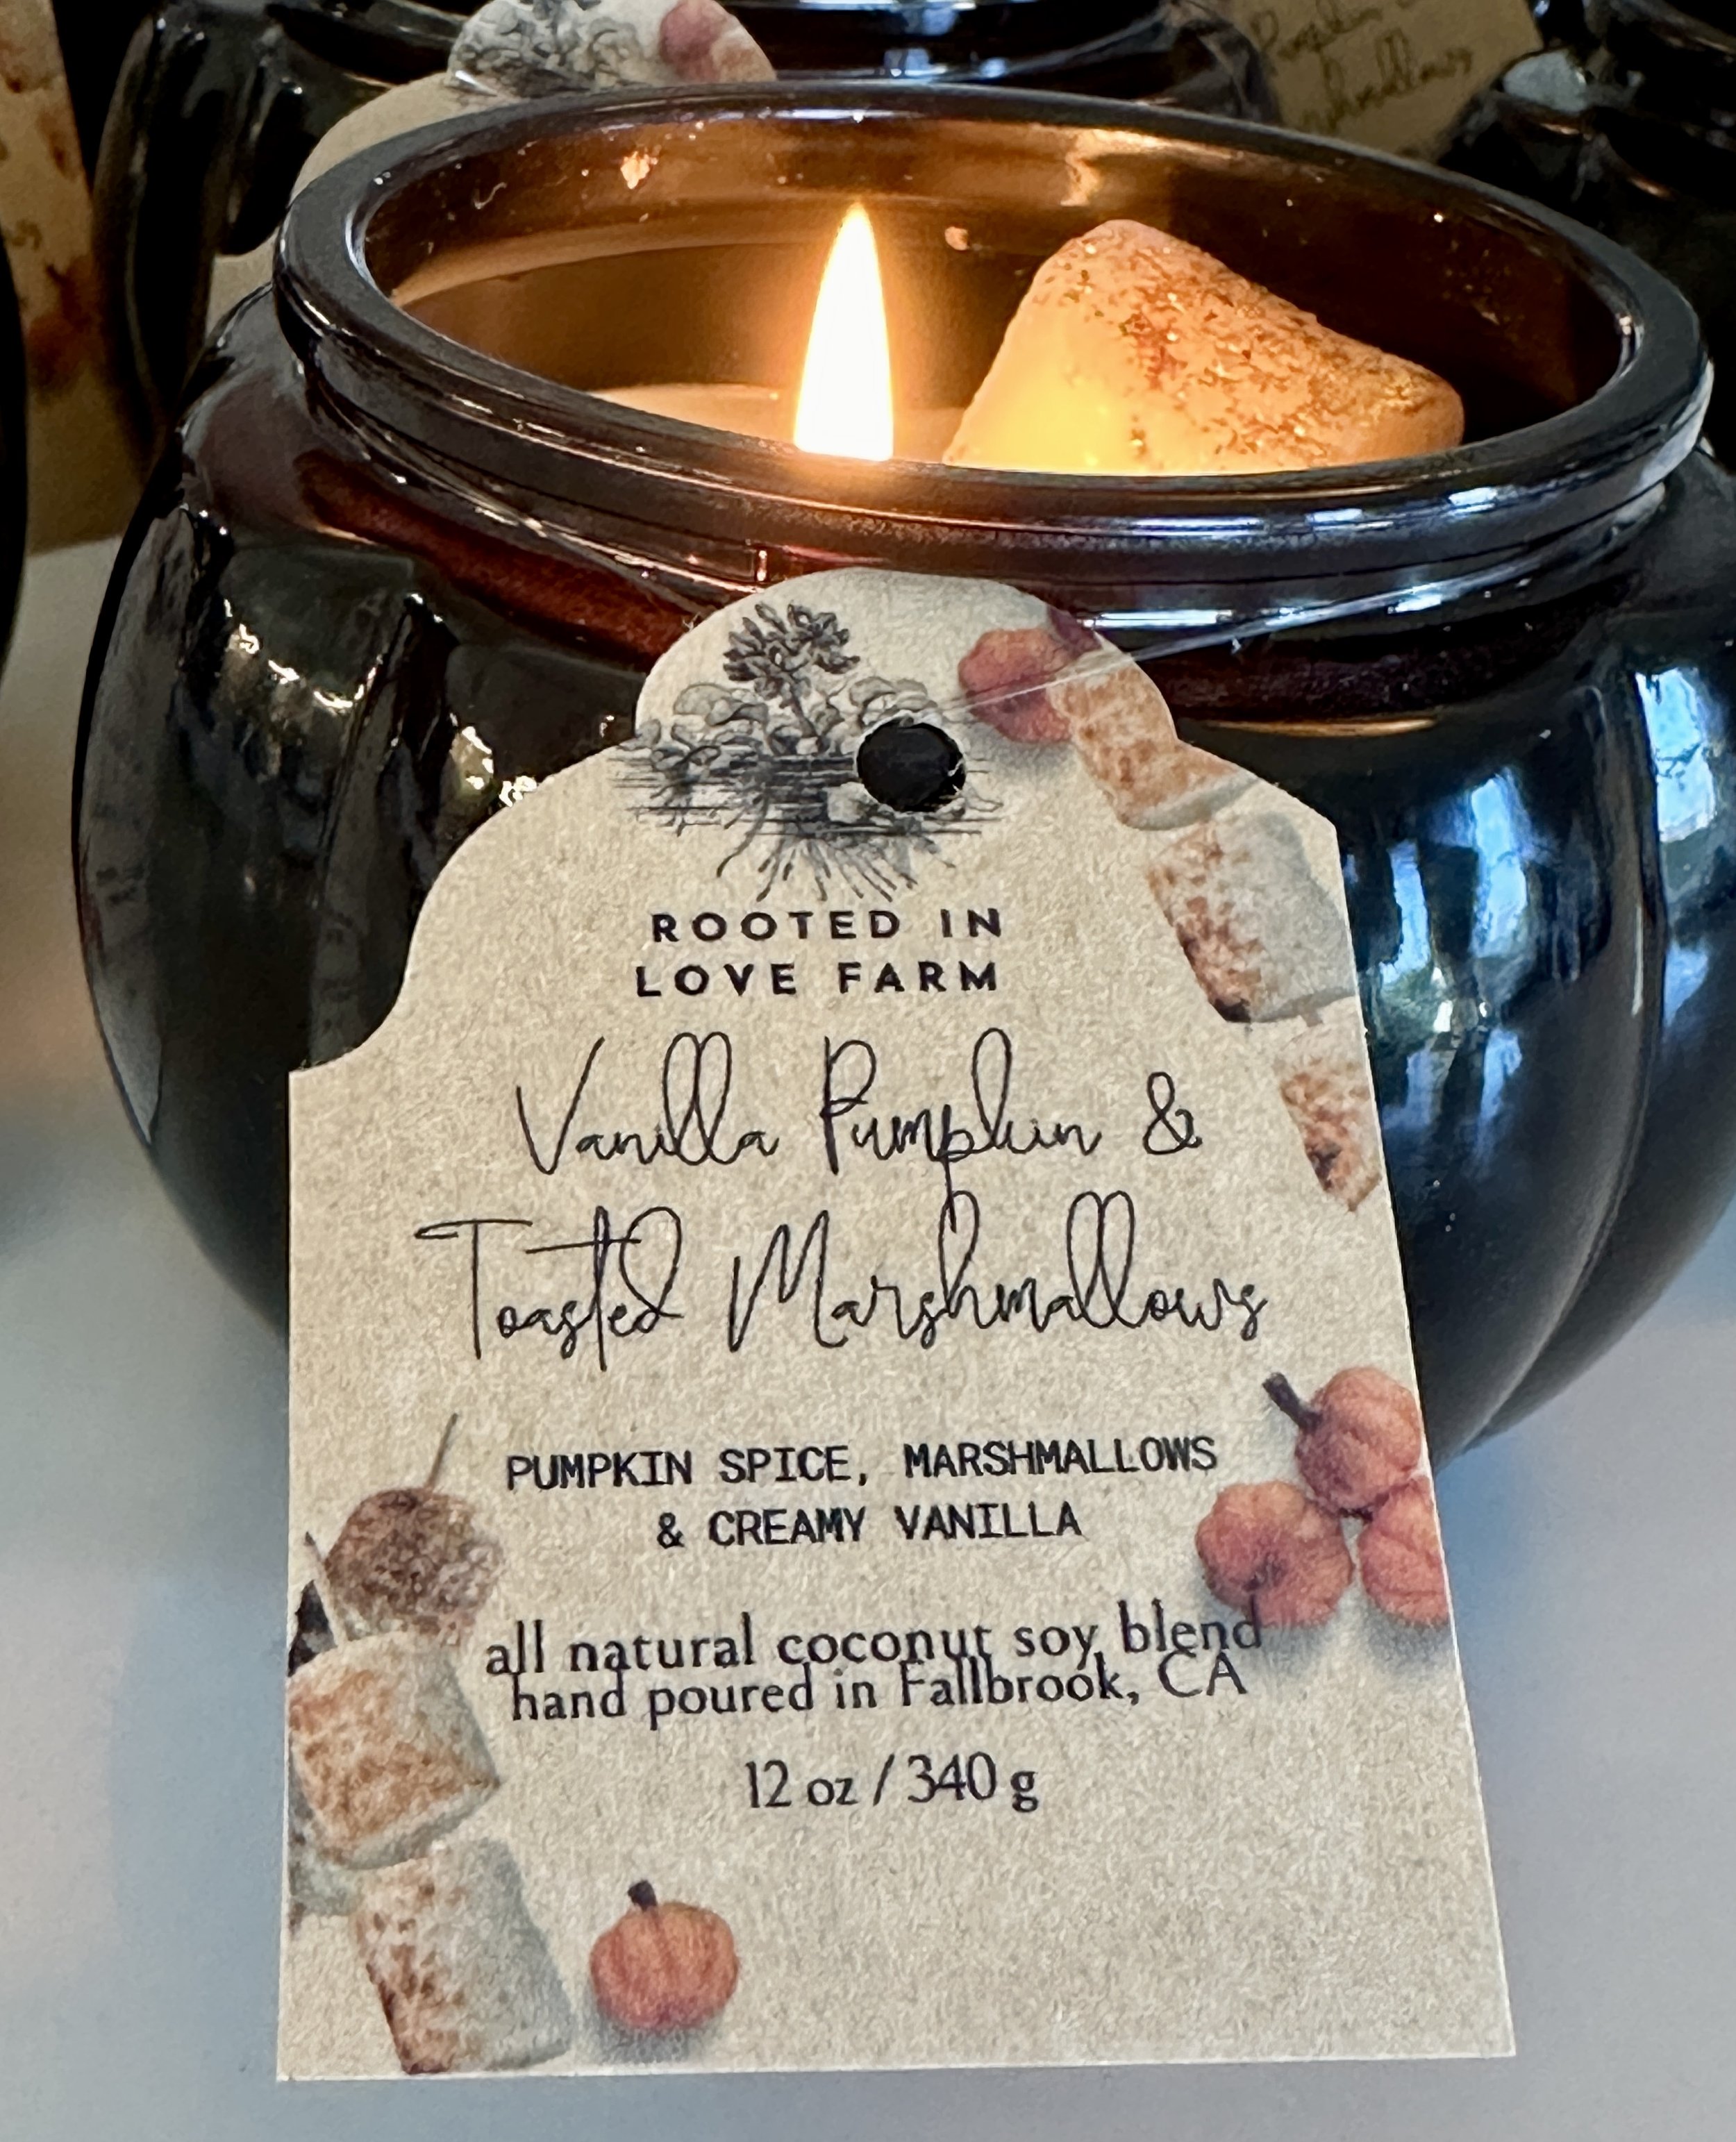 ROOTED IN
LOVE FARM
Vanilla Pumpkin &
Toasted Marshmallows
PUMPKIN SPICE, MARSHMALLOWS
& CREAMY VANILLA
all natural coconut soy blend
hand poured in Fallbrook, CA
12 oz / 340 g